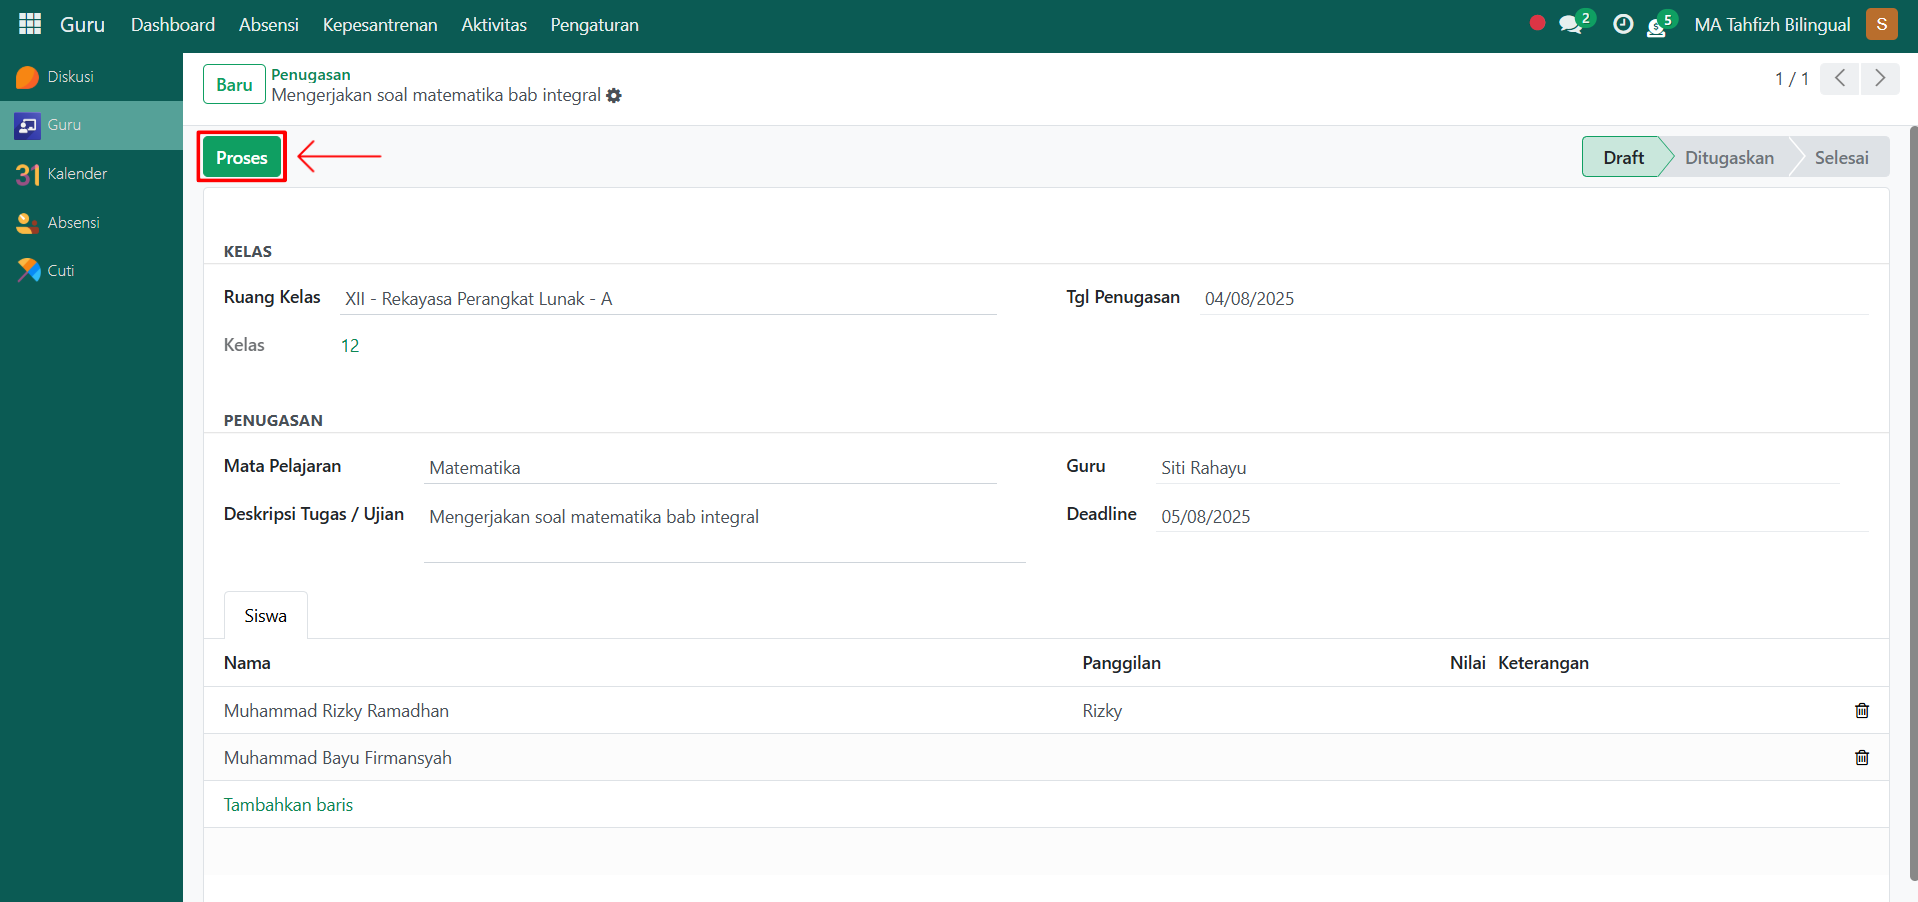 Guru Dashboard Absensi Kepesantrenan Aktivitas Pengaturan 2 5 MA Tahfizh Bilingual S
Diskusi
Guru
31 Kalender
Absensi
Cuti
Baru
Penugasan
Mengerjakan soal matematika bab integral
1 / 1
Proses
Draft Ditugaskan Selesai
KELAS
Ruang Kelas XII - Rekayasa Perangkat Lunak - A
Tgl Penugasan 04/08/2025
Kelas 12
PENUGASAN
Mata Pelajaran Matematika
Guru Siti Rahayu
Deskripsi Tugas / Ujian Mengerjakan soal matematika bab integral
Deadline 05/08/2025
Siswa
Nama Panggilan Nilai Keterangan
Muhammad Rizky Ramadhan Rizky
Muhammad Bayu Firmansyah
Tambahkan baris